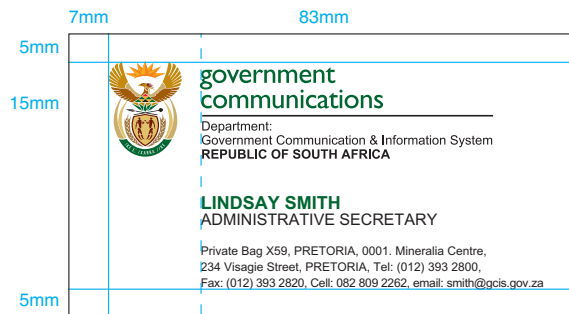 7mm
83mm
5mm
15mm
government
communications
Department:
Government Communication & Information System
REPUBLIC OF SOUTH AFRICA
LINDSAY SMITH
ADMINISTRATIVE SECRETARY
Private Bag X59, PRETORIA, 0001. Mineralia Centre,
234 Visagie Street, PRETORIA, Tel: (012) 393 2800,
Fax: (012) 393 2820, Cell: 082 809 2262, email: smith@gcis.gov.za
5mm